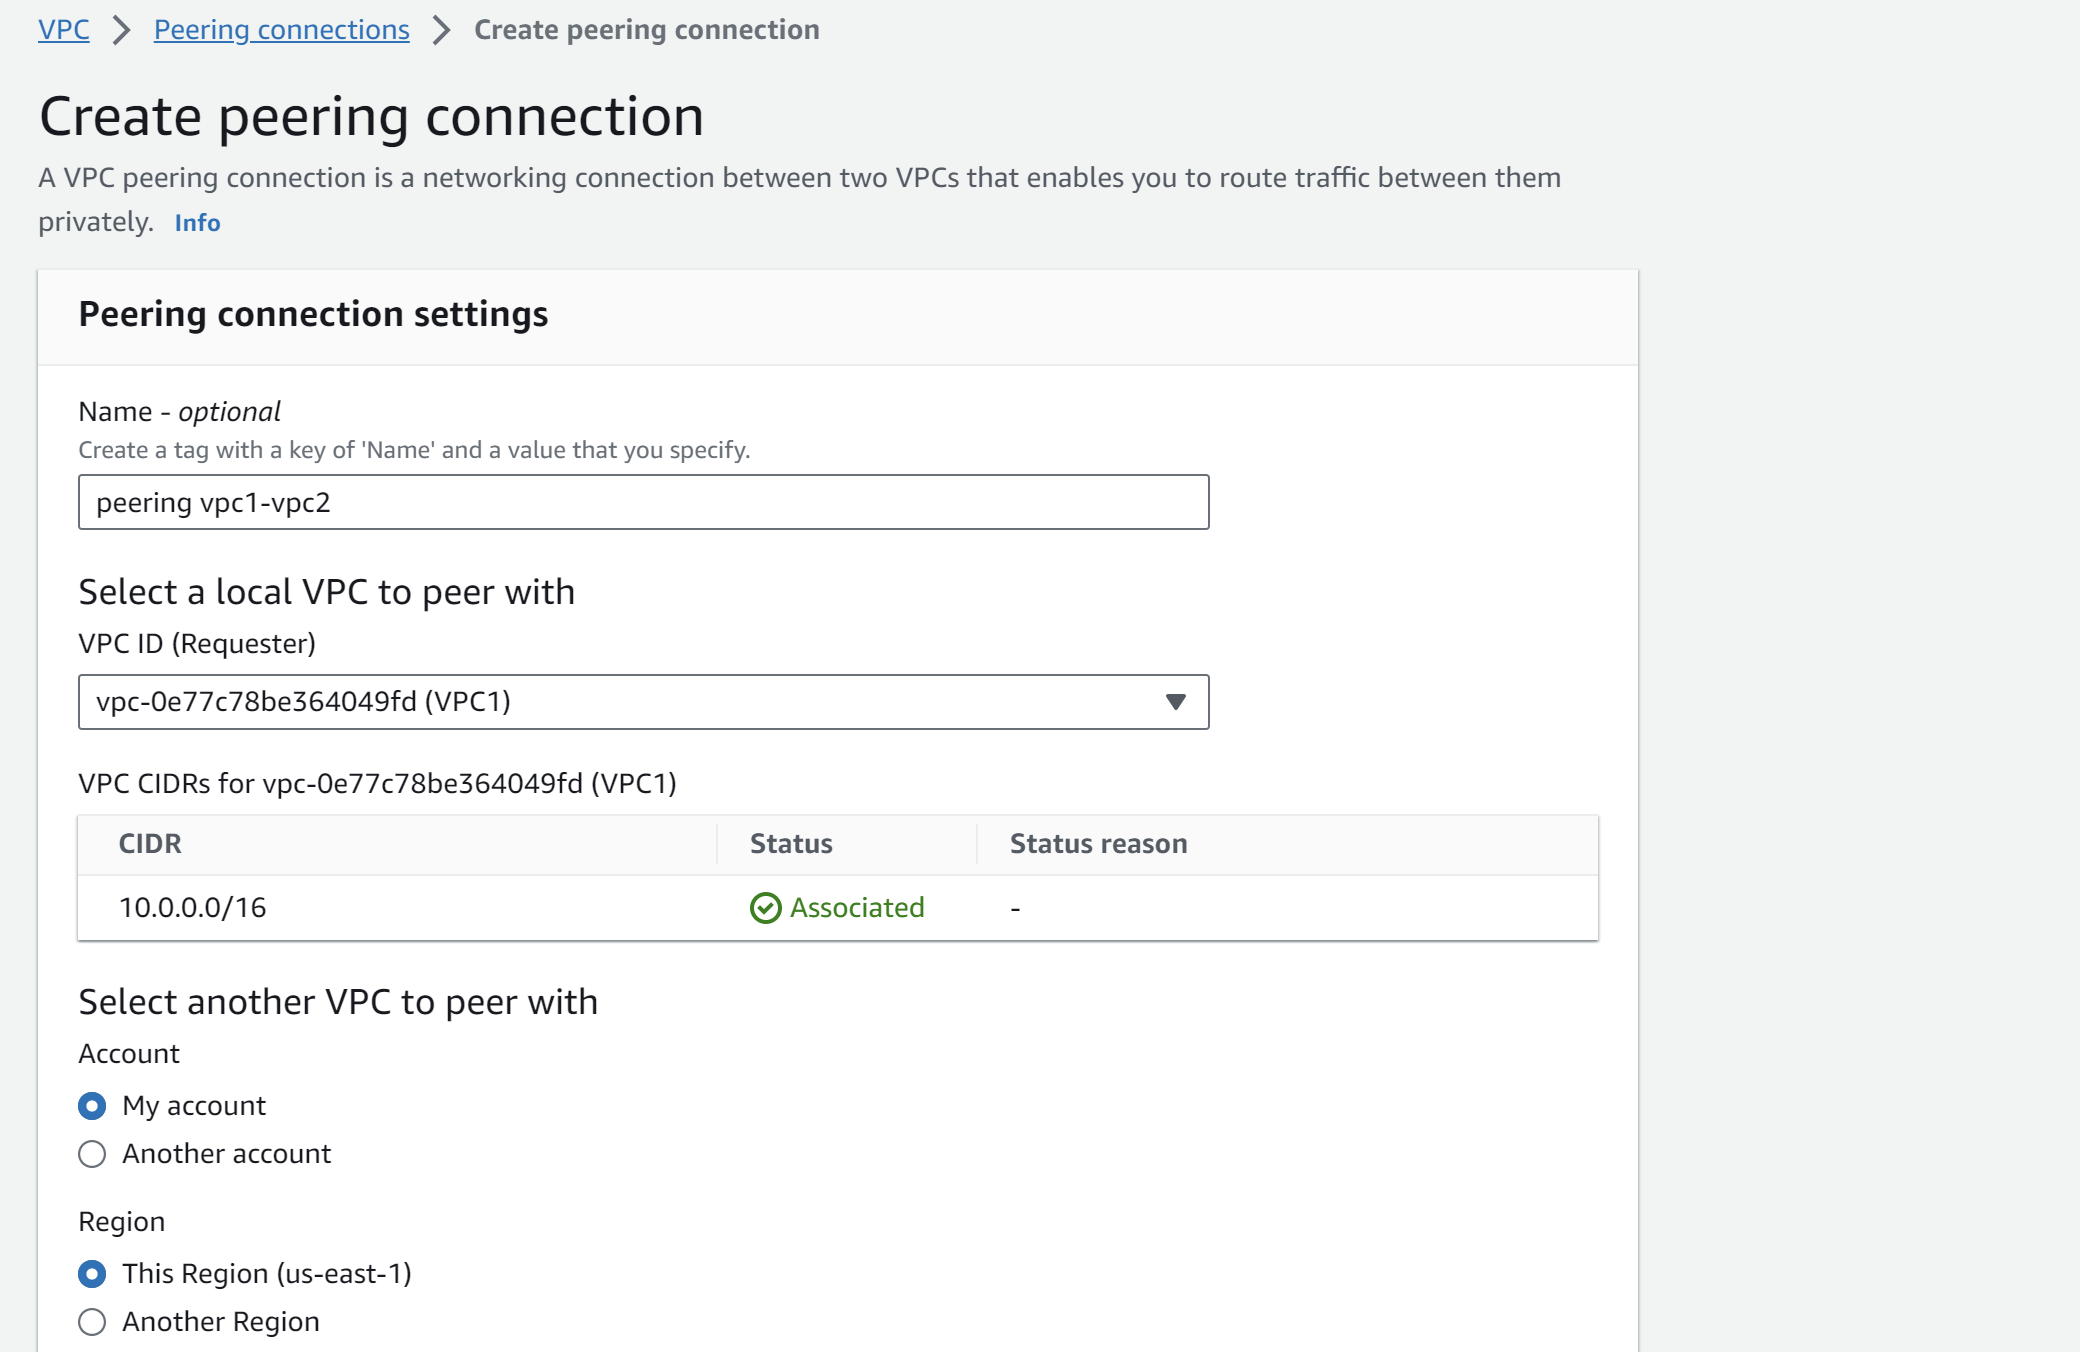 VPC > Peering connections > Create peering connection
Create peering connection
A VPC peering connection is a networking connection between two VPCs that enables you to route traffic between them
privately. Info
Peering connection settings
Name - optional
Create a tag with a key of 'Name' and a value that you specify.
peering vpc1-vpc2
Select a local VPC to peer with
VPC ID (Requester)
vpc-0e77c78be364049fd (VPC1)
VPC CIDRs for vpc-0e77c78be364049fd (VPC1)
CIDR Status Status reason
10.0.0.0/16 Associated -
Select another VPC to peer with
Account
My account
Another account
Region
This Region (us-east-1)
Another Region